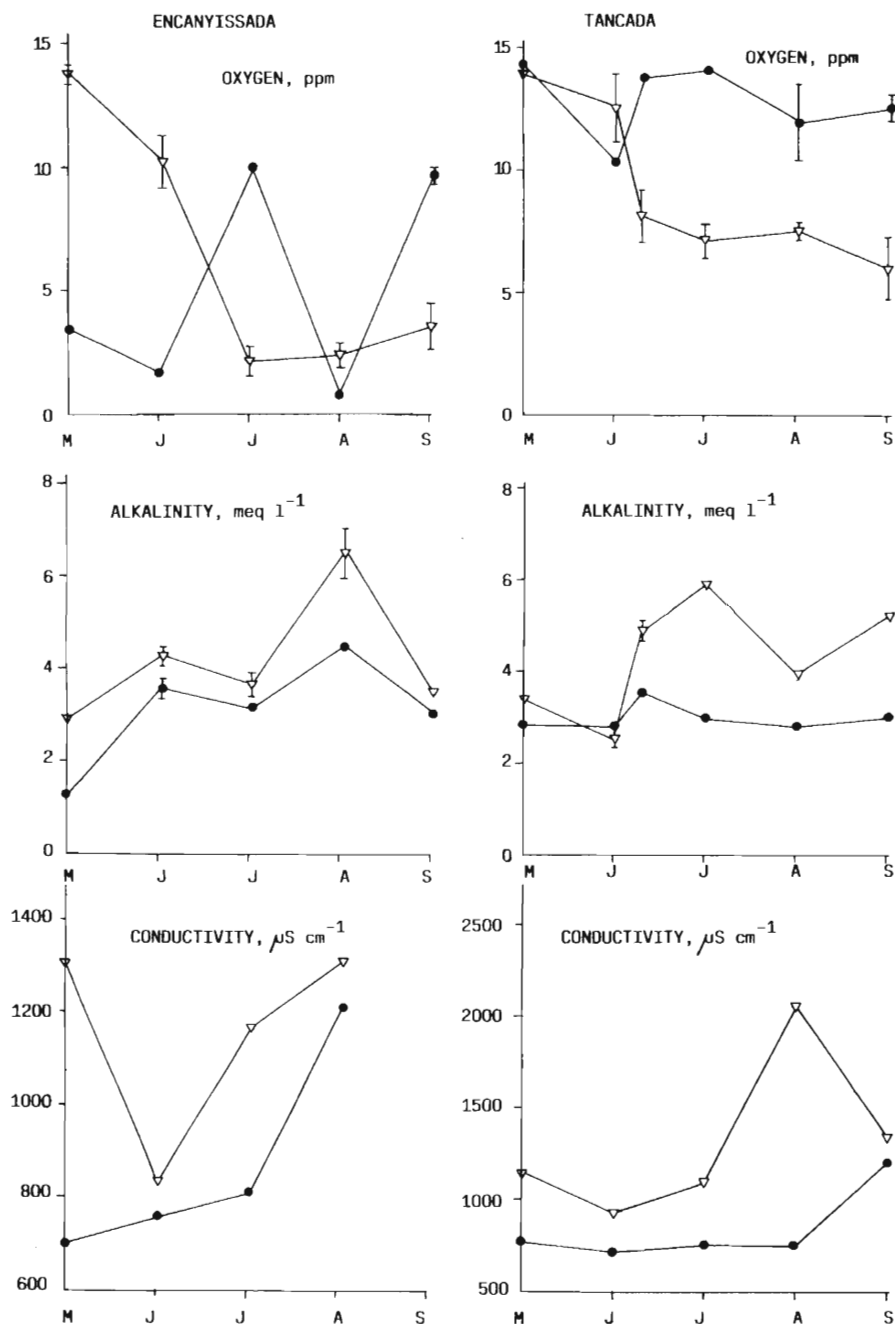 ENCANYISSADA
OXYGEN, ppm
15
10
5
0
M J J A S
TANCADA
OXYGEN, ppm
15
10
5
0
M J J A S
ALKALINITY, meq l⁻¹
8
6
4
2
0
M J J A S
ALKALINITY, meq l⁻¹
8
6
4
2
0
M J J A S
CONDUCTIVITY, µS cm⁻¹
1400
1200
1000
800
600
M J J A S
CONDUCTIVITY, µS cm⁻¹
2500
2000
1500
1000
500
M J J A S